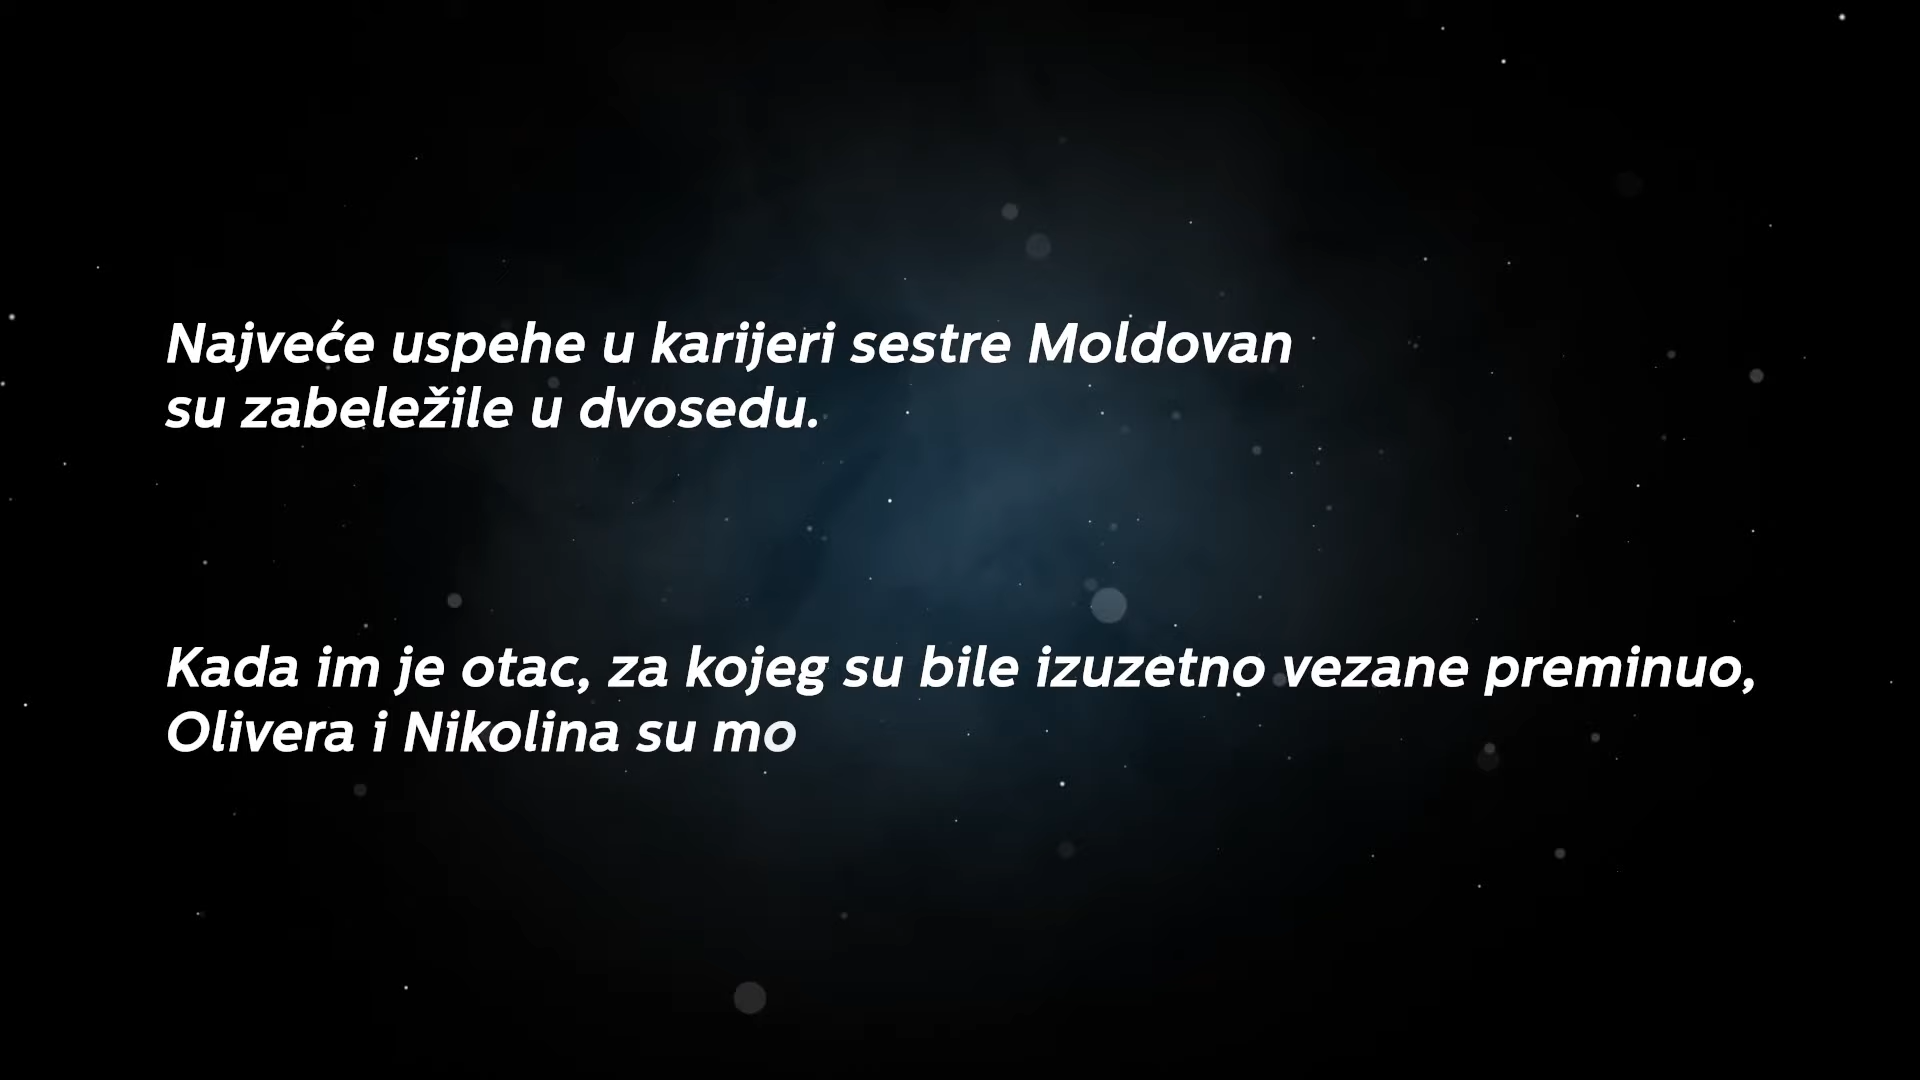 Najveće uspehe u karijeri sestre Moldovan
su zabeležile u dvosedu.
Kada im je otac, za kojeg su bile izuzetno vezane preminuo,
Olivera i Nikolina su mo